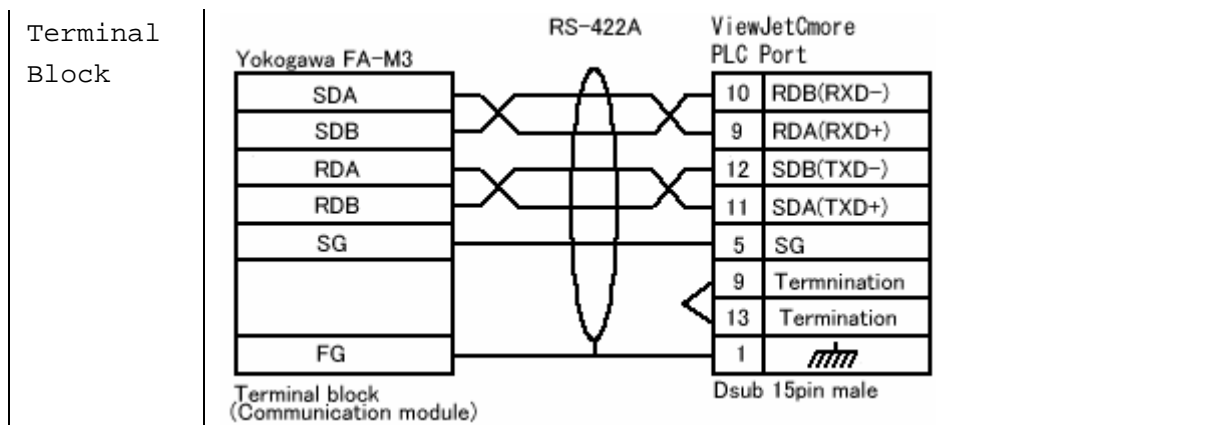 Terminal
Block
RS-422A
ViewJetCmore
PLC Port
Yokogawa FA-M3
SDA
10 RDB(RXD-)
SDB
9 RDA(RXD+)
RDA
12 SDB(TXD-)
RDB
11 SDA(TXD+)
SG
5 SG
9 Termnination
13 Termination
FG
1
Terminal block
(Communication module)
Dsub 15pin male